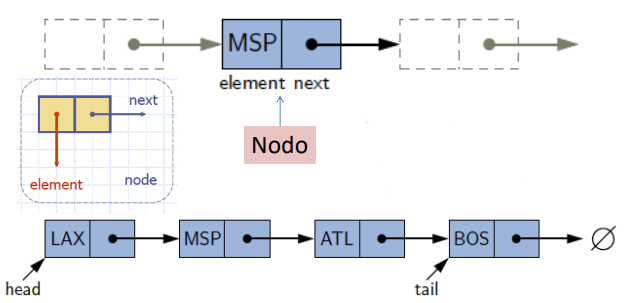 MSP
element next
Nodo
next
element
node
LAX MSP ATL BOS ∅
head tail